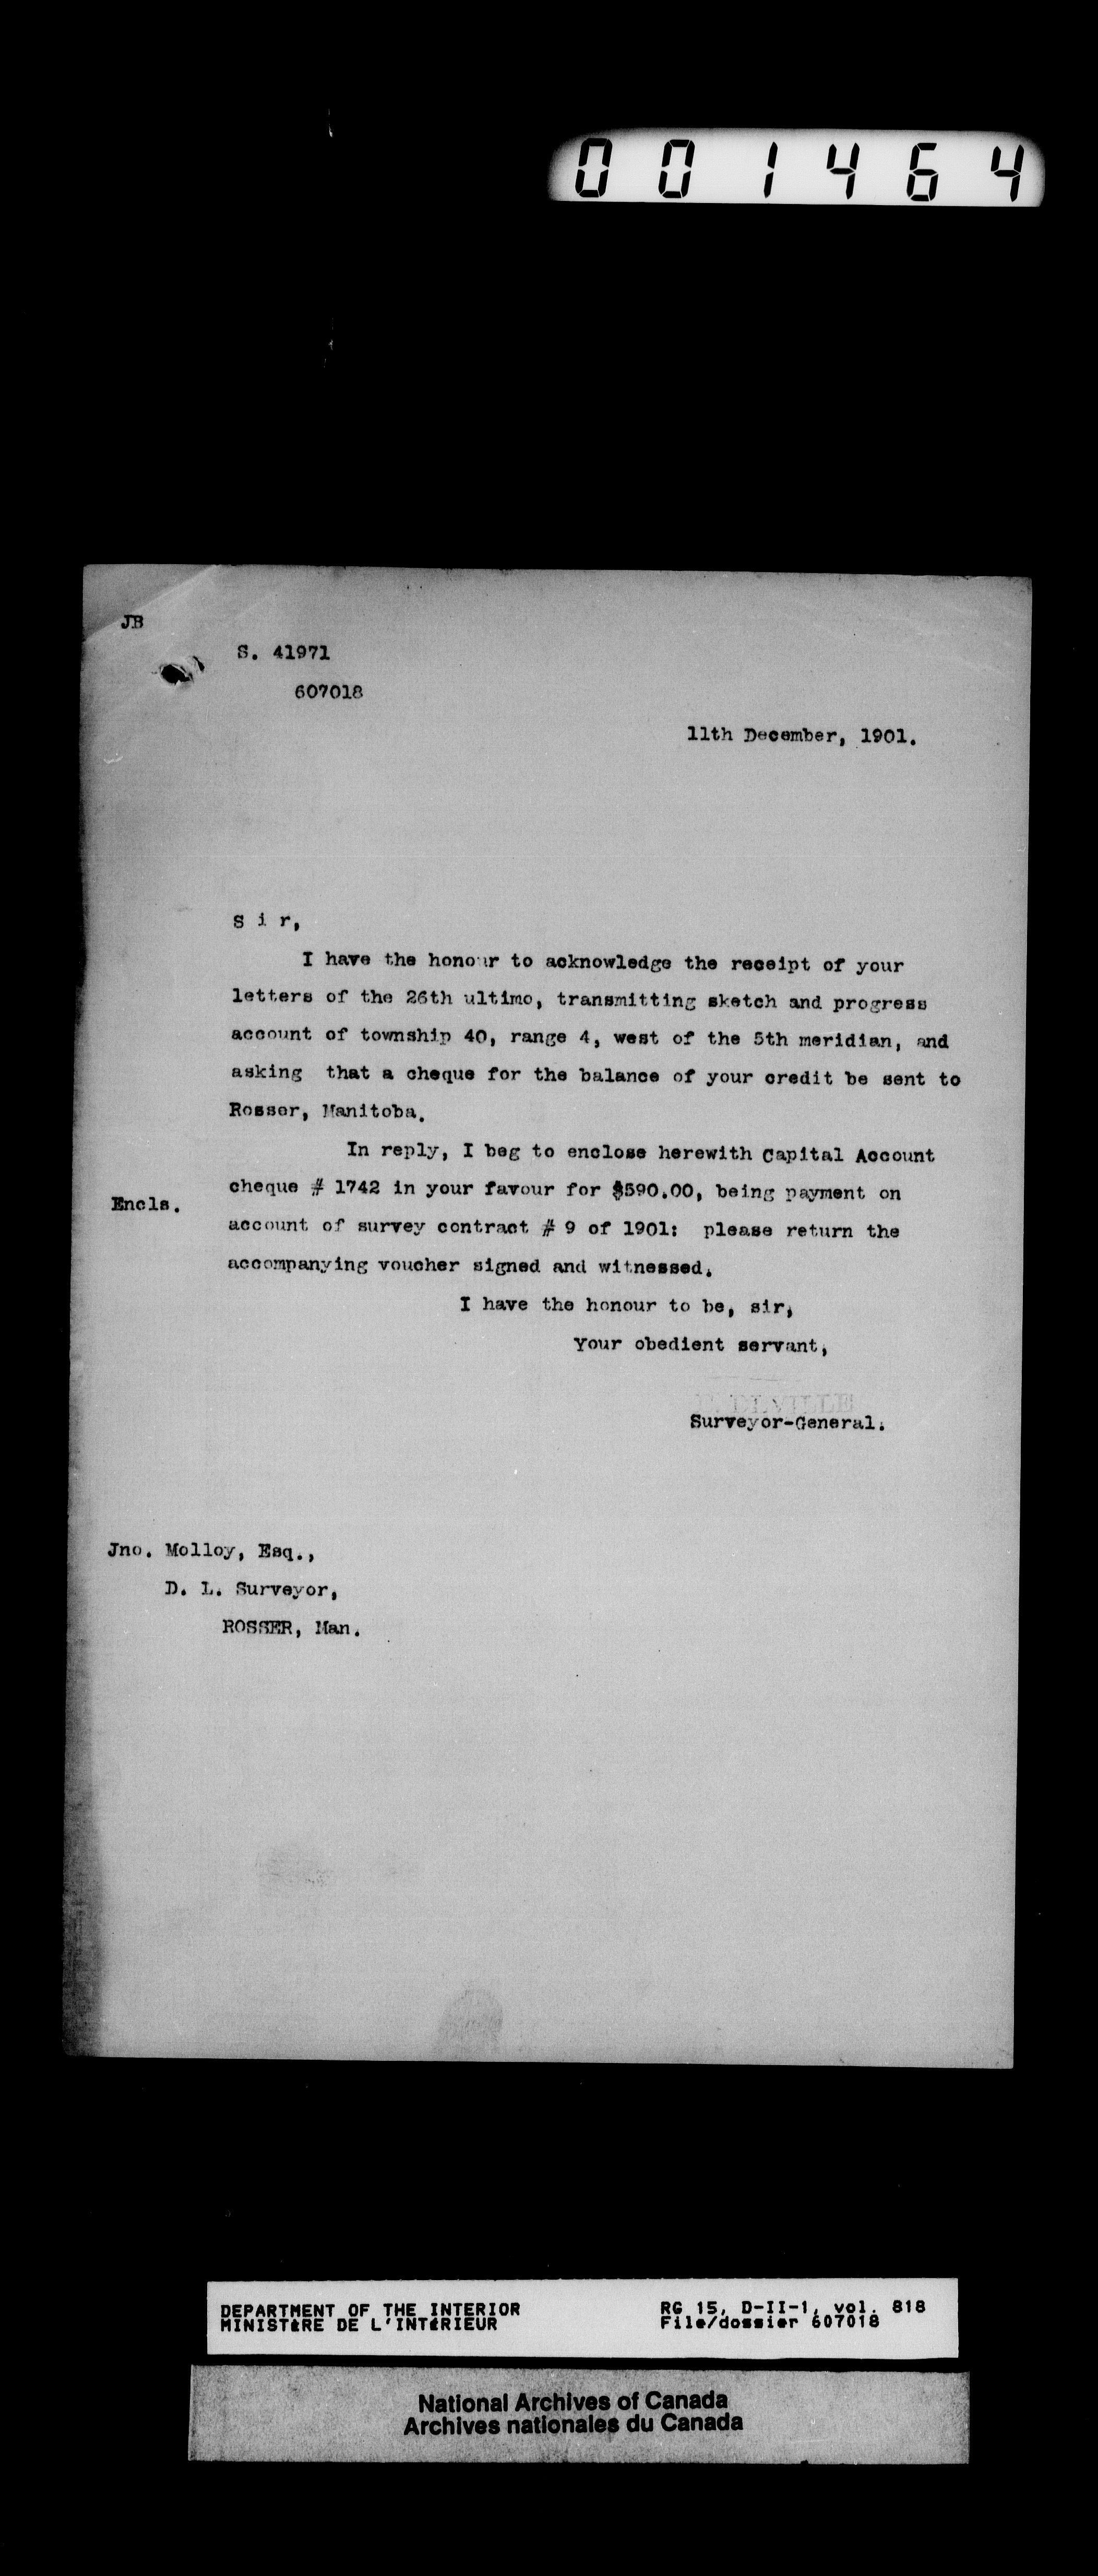 001464
JB
S. 41971
607018
11th December, 1901.
S i r,
I have the honour to acknowledge the receipt of your
letters of the 26th ultimo, transmitting sketch and progress
account of township 40, range 4, west of the 5th meridian, and
asking that a cheque for the balance of your credit be sent to
Rosser, Manitoba.
In reply, I beg to enclose herewith Capital Account
cheque # 1742 in your favour for $590.00, being payment on
Encls.
account of survey contract # 9 of 1901: please return the
accompanying voucher signed and witnessed.
I have the honour to be, sir,
Your obedient servant,
E. DEVILLE
Surveyor-General.
Jno. Molloy, Esq.,
D. L. Surveyor,
ROSSER, Man.
DEPARTMENT OF THE INTERIOR RG 15, D-II-1, vol. 818
MINISTÈRE DE L'INTÉRIEUR File/dossier 607018
National Archives of Canada
Archives nationales du Canada